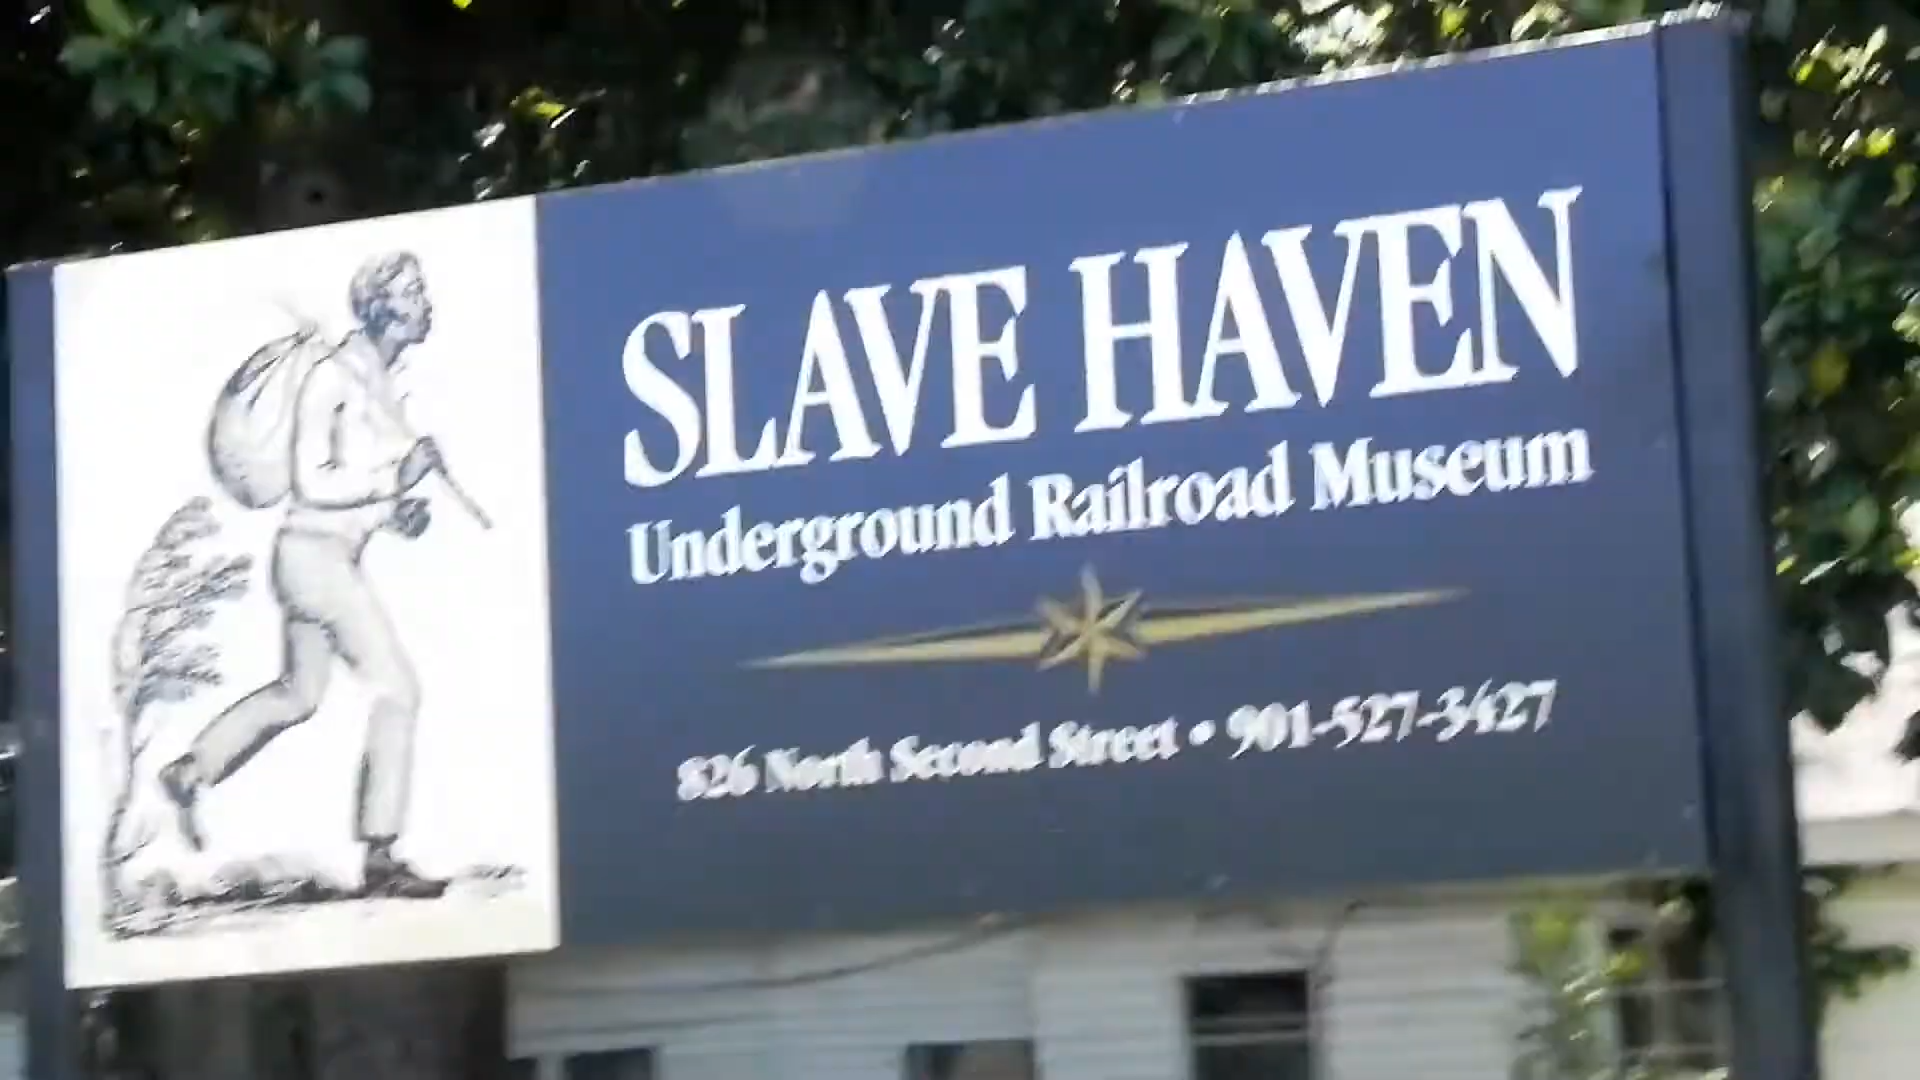 SLAVE HAVEN
Underground Railroad Museum
826 North Second Street • 901-527-3427